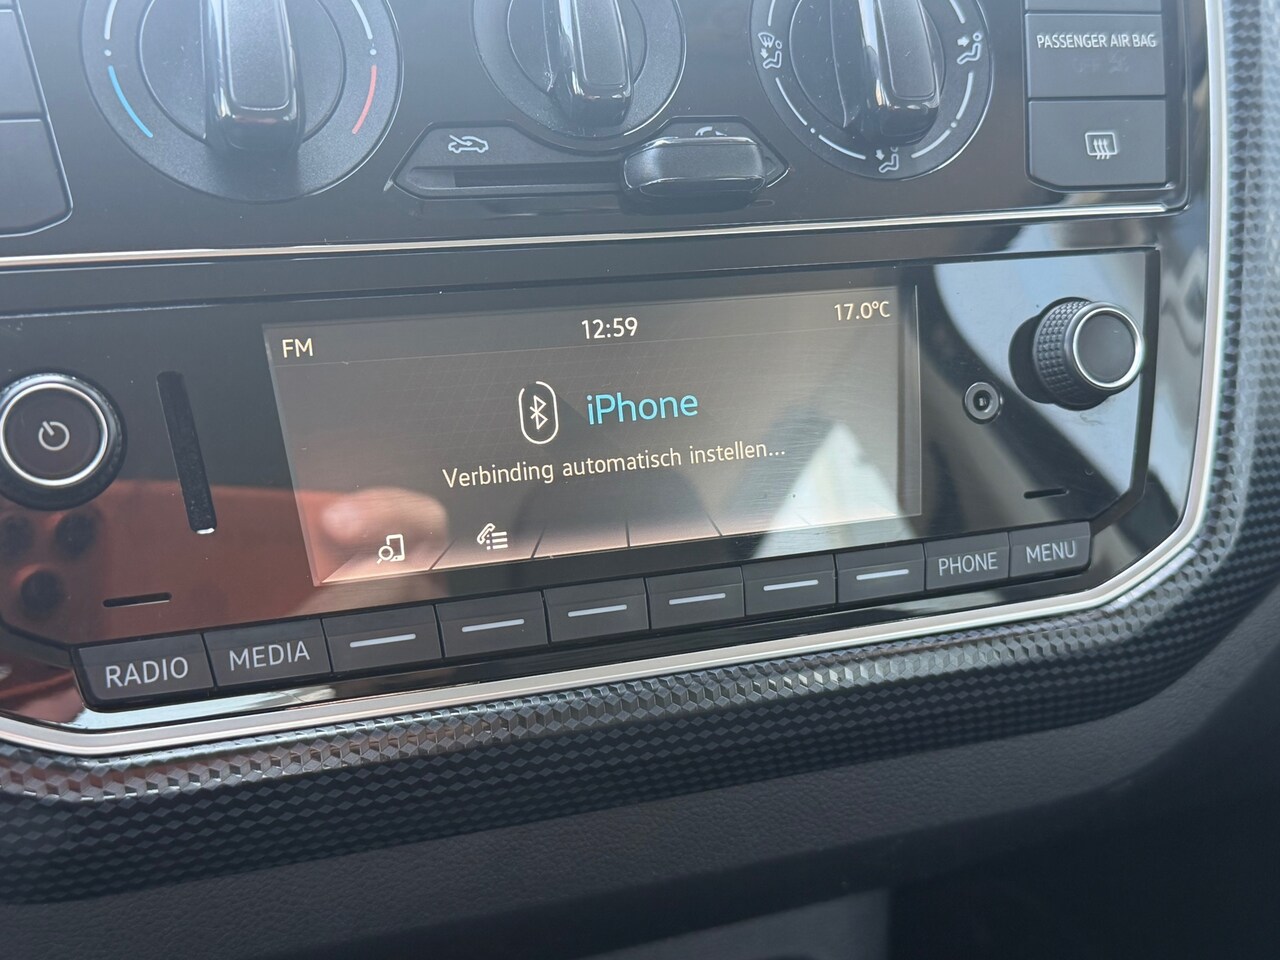 PASSENGER AIR BAG
FM
12:59
17.0°C
iPhone
Verbinding automatisch instellen...
RADIO
MEDIA
PHONE
MENU